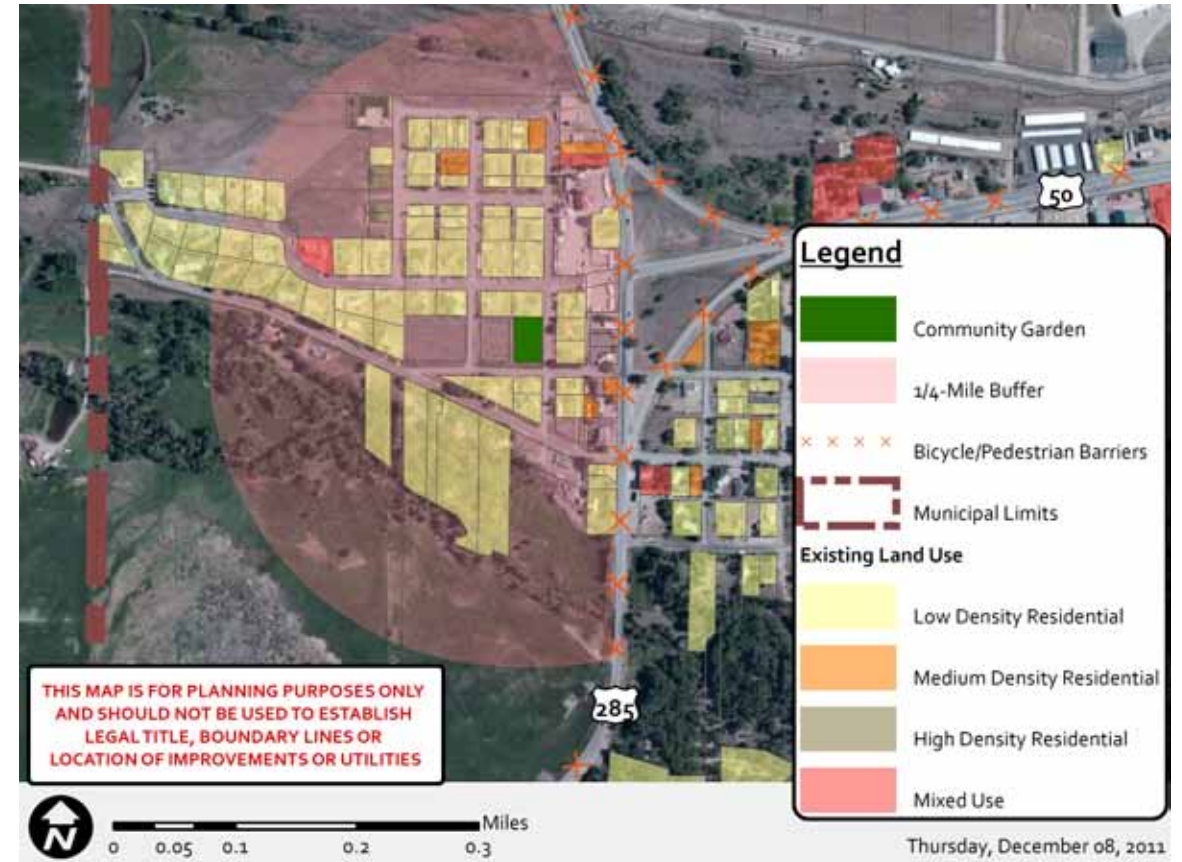 50
Legend
Community Garden
1/4-Mile Buffer
Bicycle/Pedestrian Barriers
Municipal Limits
Existing Land Use
Low Density Residential
Medium Density Residential
High Density Residential
Mixed Use
285
THIS MAP IS FOR PLANNING PURPOSES ONLY
AND SHOULD NOT BE USED TO ESTABLISH
LEGAL TITLE, BOUNDARY LINES OR
LOCATION OF IMPROVEMENTS OR UTILITIES
N
Miles
0 0.05 0.1 0.2 0.3
Thursday, December 08, 2011